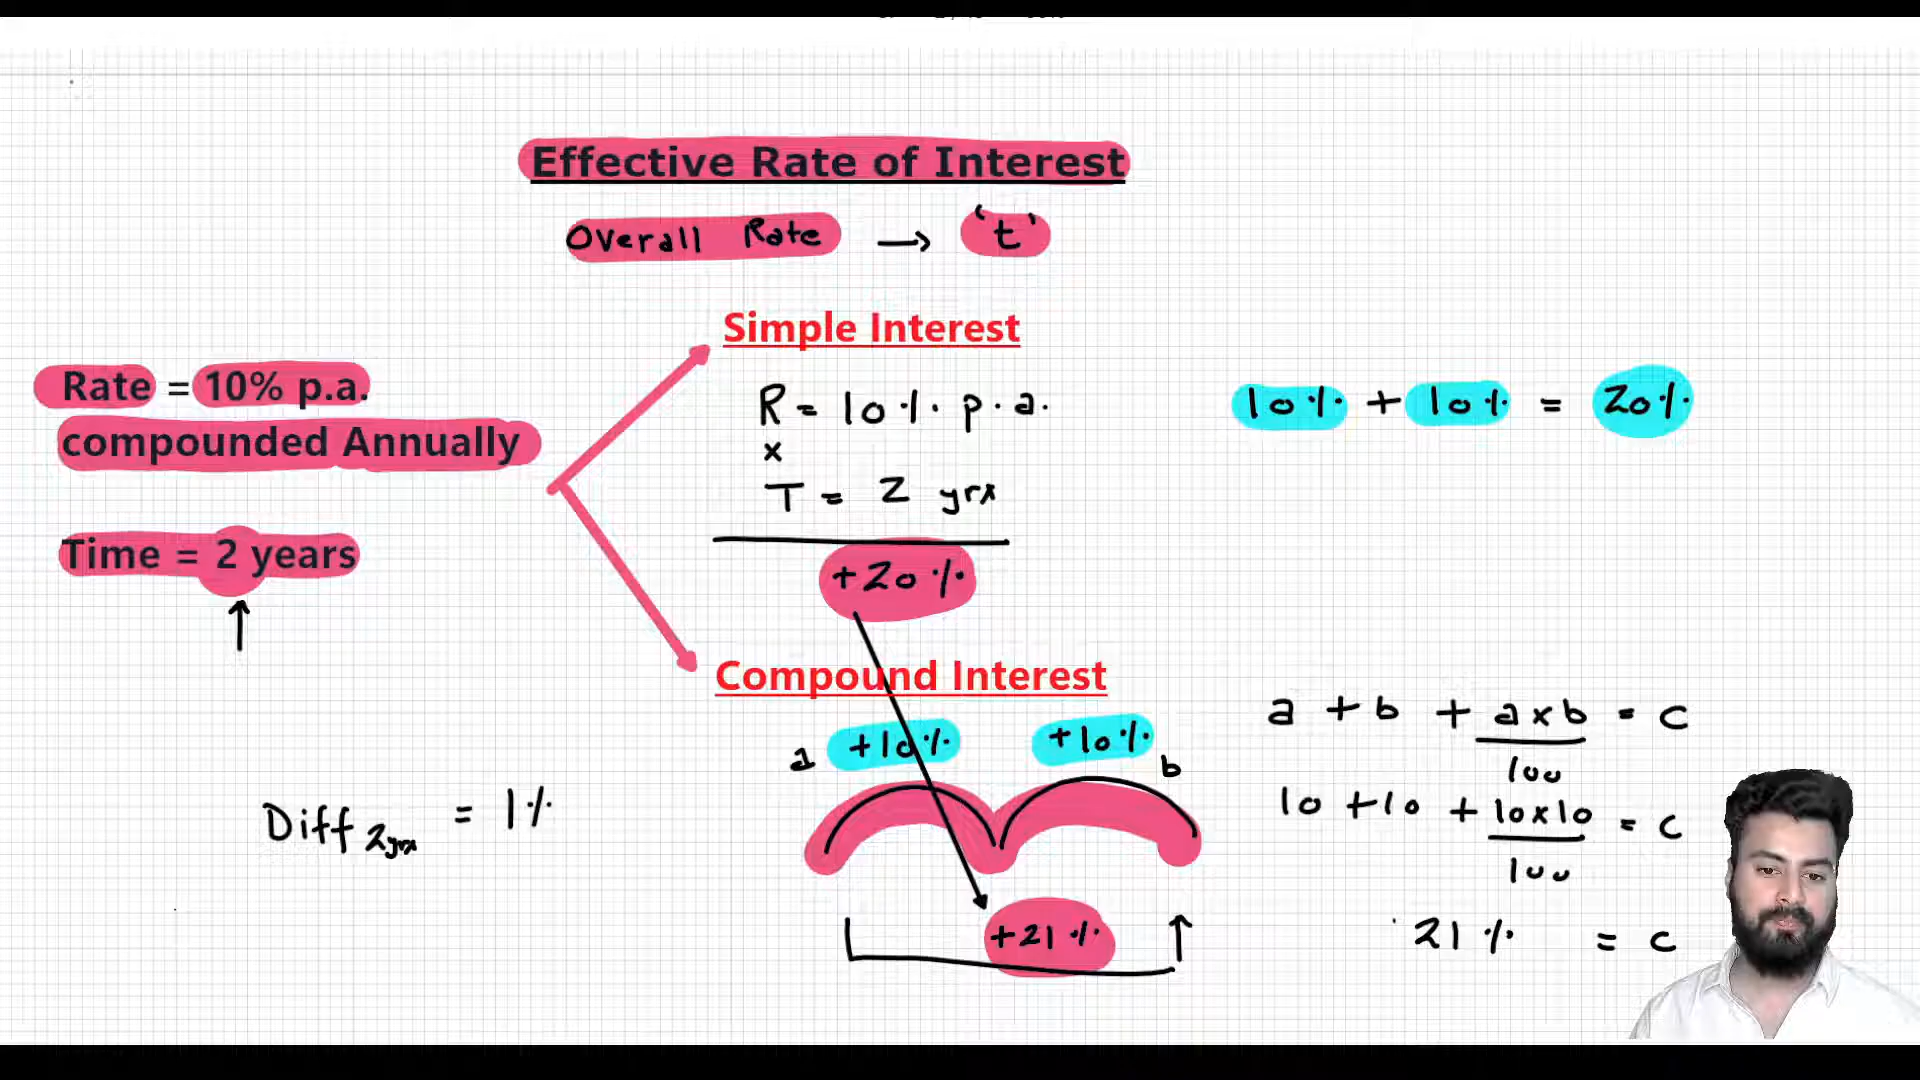 Effective Rate of Interest
Overall Rate → 't'
Simple Interest
Rate = 10% p.a.
compounded Annually
Time = 2 years
R = 10% p.a.
x
T = 2 yrs
+20%
10% + 10% = 20%
Compound Interest
a +10% +10% b
+21%
Diff 2yrs = 1%
a + b + a x b = c
100
10 + 10 + 10 x 10 = c
100
21% = c